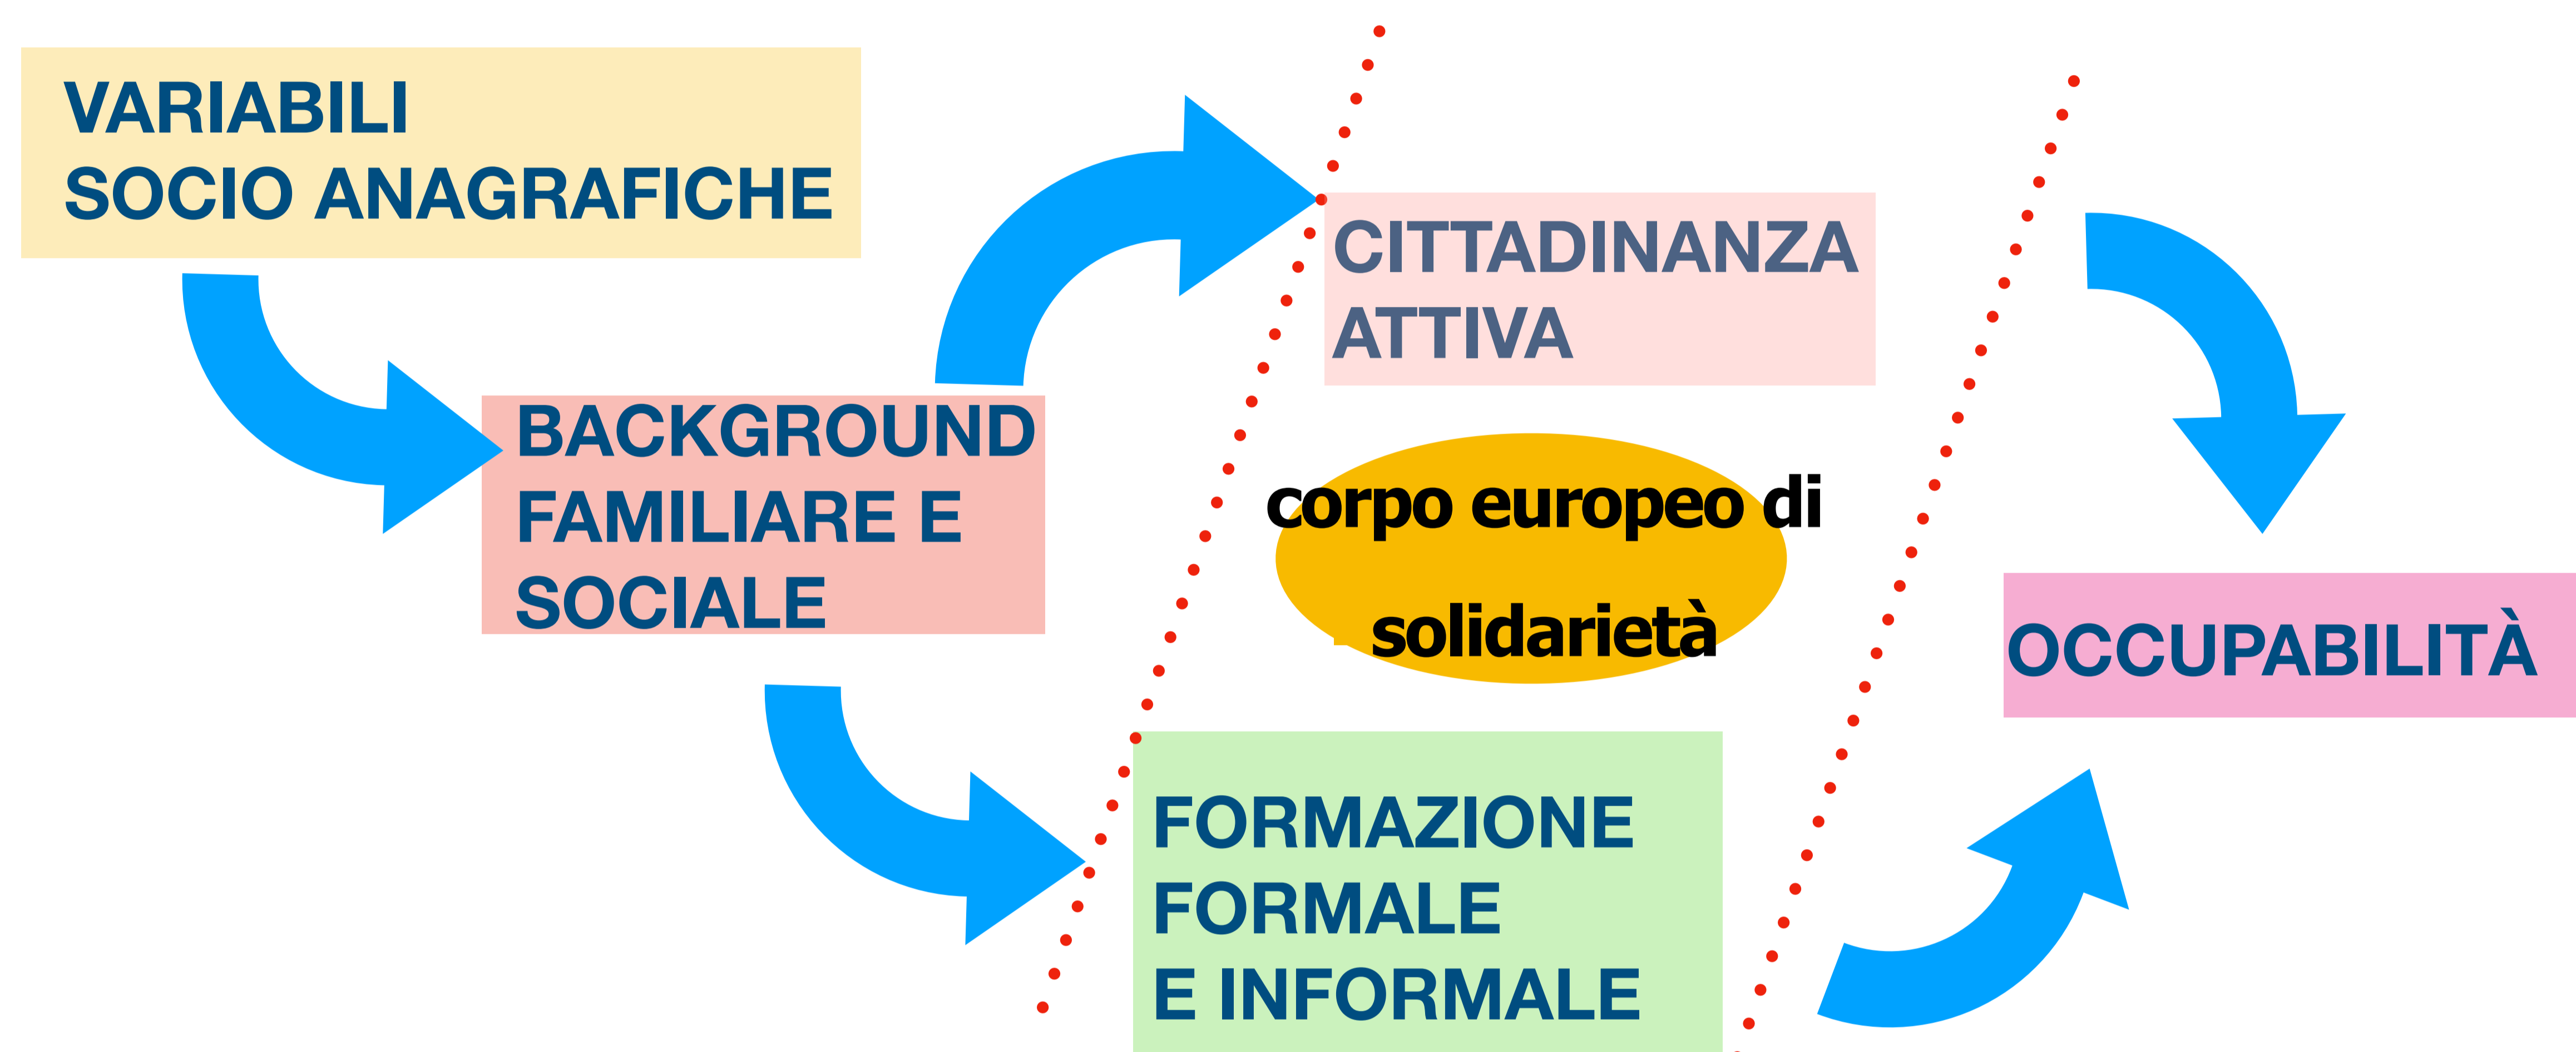 VARIABILI
SOCIO ANAGRAFICHE
BACKGROUND
FAMILIARE E
SOCIALE
CITTADINANZA
ATTIVA
corpo europeo di
solidarietà
FORMAZIONE
FORMALE
E INFORMALE
OCCUPABILITÀ